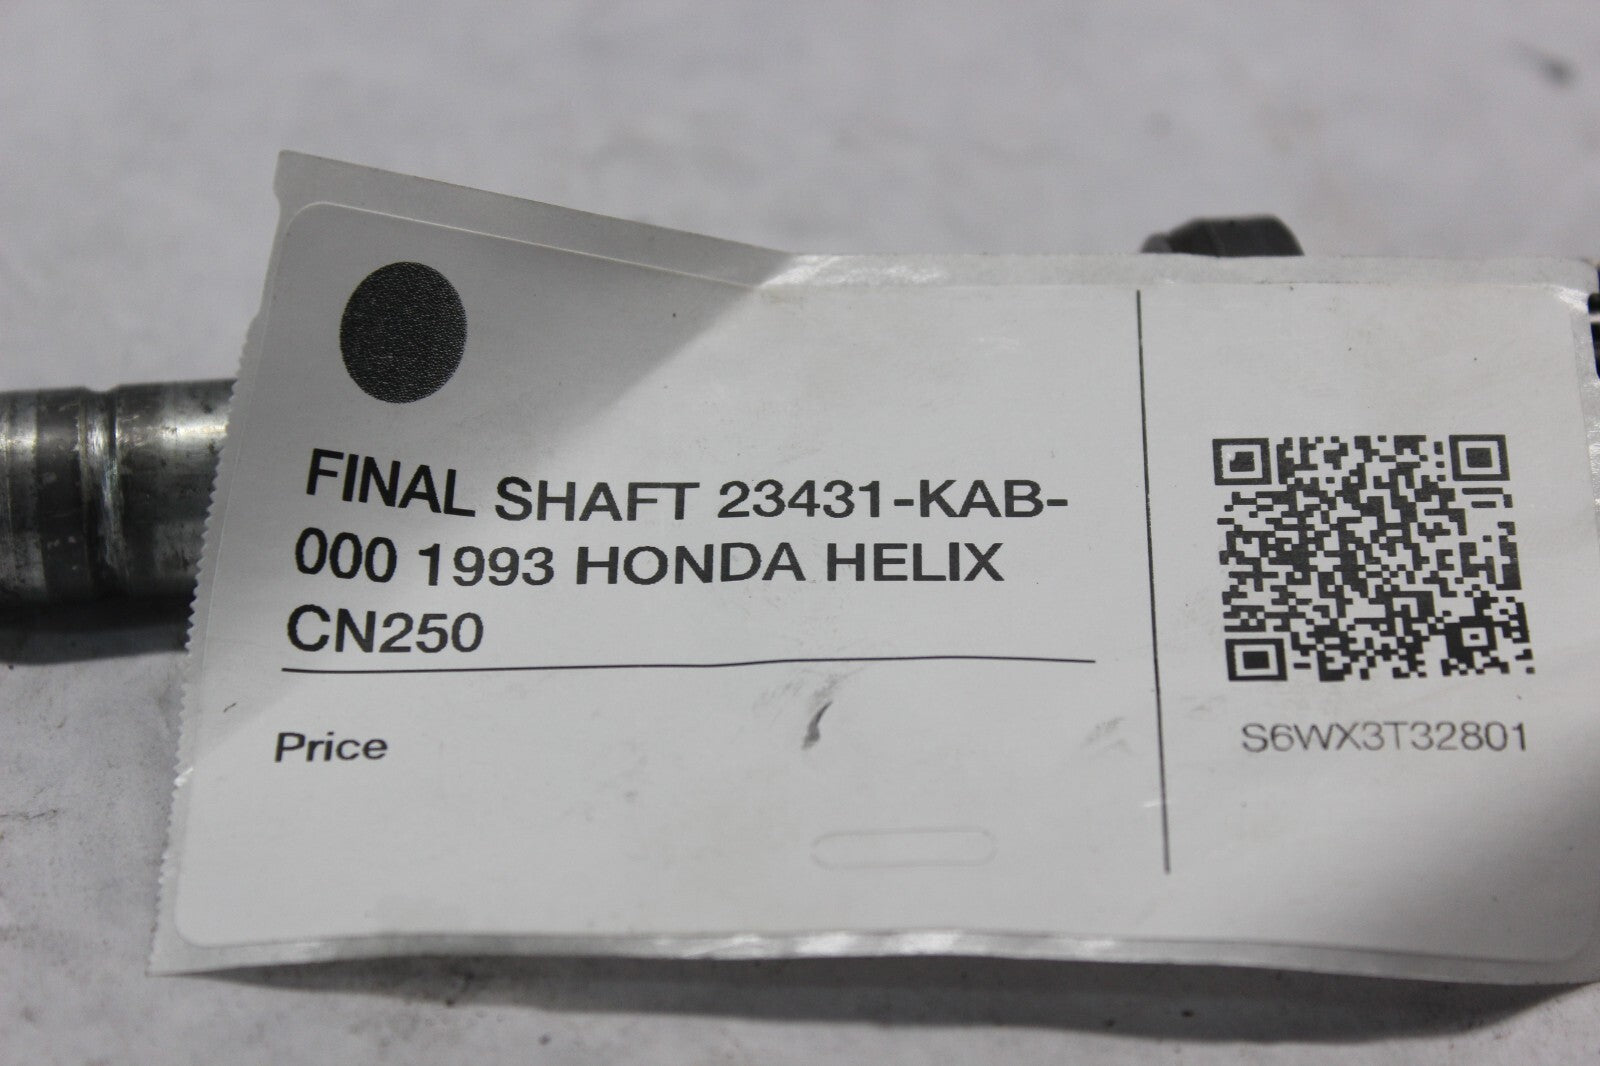 FINAL SHAFT 23431-KAB-
000 1993 HONDA HELIX
CN250
Price
S6WX3T32801